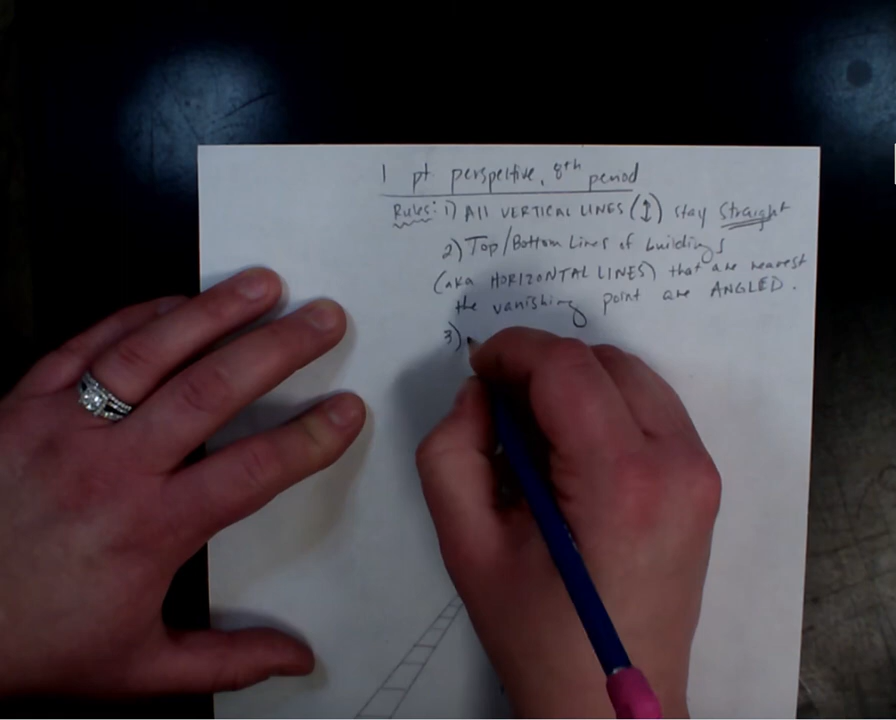 1 pt perspective, 8th period
Rules: 1) All VERTICAL LINES (↕) stay straight
2) Top/Bottom Lines of buildings
(aka HORIZONTAL LINES) that are nearest
the vanishing point are ANGLED.
3)